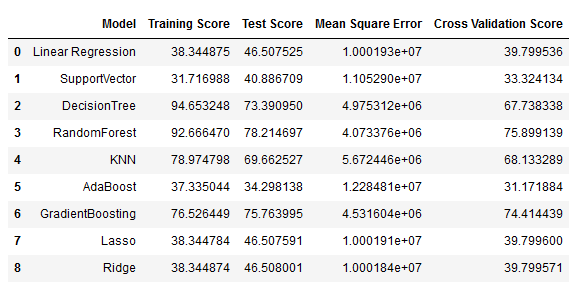 Model Training Score Test Score Mean Square Error Cross Validation Score
0 Linear Regression 38.344875 46.507525 1.000193e+07 39.799536
1 SupportVector 31.716988 40.886709 1.105290e+07 33.324134
2 DecisionTree 94.653248 73.390950 4.975312e+06 67.738338
3 RandomForest 92.666470 78.214697 4.073376e+06 75.899139
4 KNN 78.974798 69.662527 5.672446e+06 68.133289
5 AdaBoost 37.335044 34.298138 1.228481e+07 31.171884
6 GradientBoosting 76.526449 75.763995 4.531604e+06 74.414439
7 Lasso 38.344784 46.507591 1.000191e+07 39.799600
8 Ridge 38.344874 46.508001 1.000184e+07 39.799571